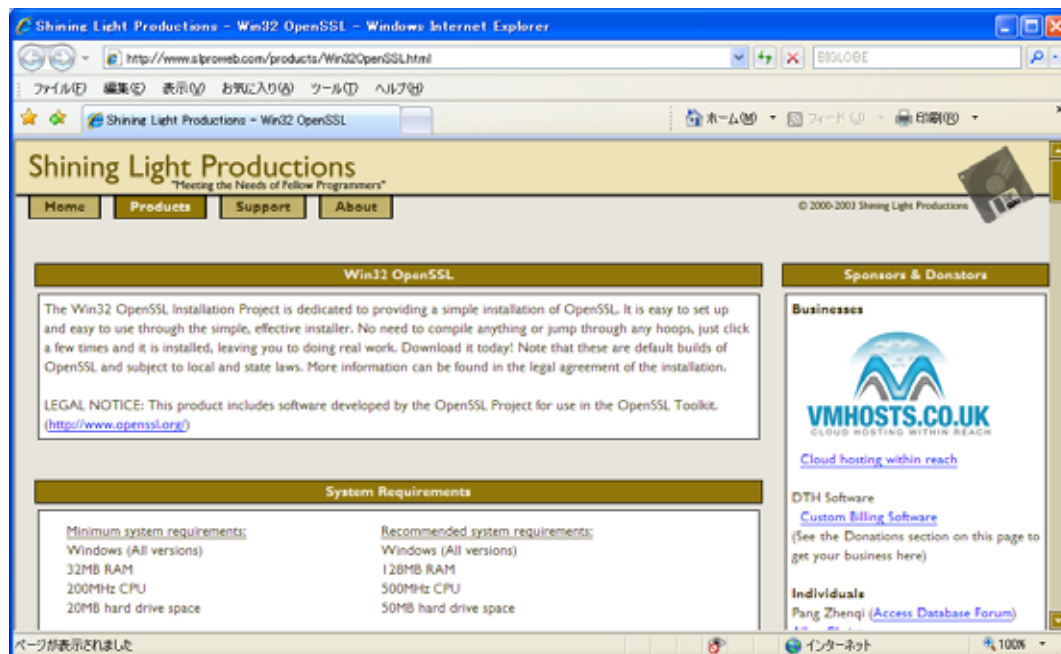 Shining Light Productions - Win32 OpenSSL - Windows Internet Explorer
http://www.slproweb.com/products/Win32OpenSSL.html
BIGLOBE
ファイル(F) 編集(E) 表示(V) お気に入り(A) ツール(T) ヘルプ(H)
Shining Light Productions - Win32 OpenSSL
ホーム(M) フィード(J) 印刷(R)
Shining Light Productions
"Meeting the Needs of Fellow Programmers"
Home Products Support About
© 2000-2003 Shining Light Productions
Win32 OpenSSL
The Win32 OpenSSL Installation Project is dedicated to providing a simple installation of OpenSSL. It is easy to set up
and easy to use through the simple, effective installer. No need to compile anything or jump through any hoops, just click
a few times and it is installed, leaving you to doing real work. Download it today! Note that these are default builds of
OpenSSL and subject to local and state laws. More information can be found in the legal agreement of the installation.
LEGAL NOTICE: This product includes software developed by the OpenSSL Project for use in the OpenSSL Toolkit.
(http://www.openssl.org/)
System Requirements
Minimum system requirements:
Windows (All versions)
32MB RAM
200MHz CPU
20MB hard drive space
Recommended system requirements:
Windows (All versions)
128MB RAM
500MHz CPU
50MB hard drive space
Sponsors & Donators
Businesses
VMHOSTS.CO.UK
CLOUD HOSTING WITHIN REACH
Cloud hosting within reach
DTH Software
Custom Billing Software
(See the Donations section on this page to
get your business here)
Individuals
Pang Zhenqi (Access Database Forum)
ページが表示されました
インターネット
100%